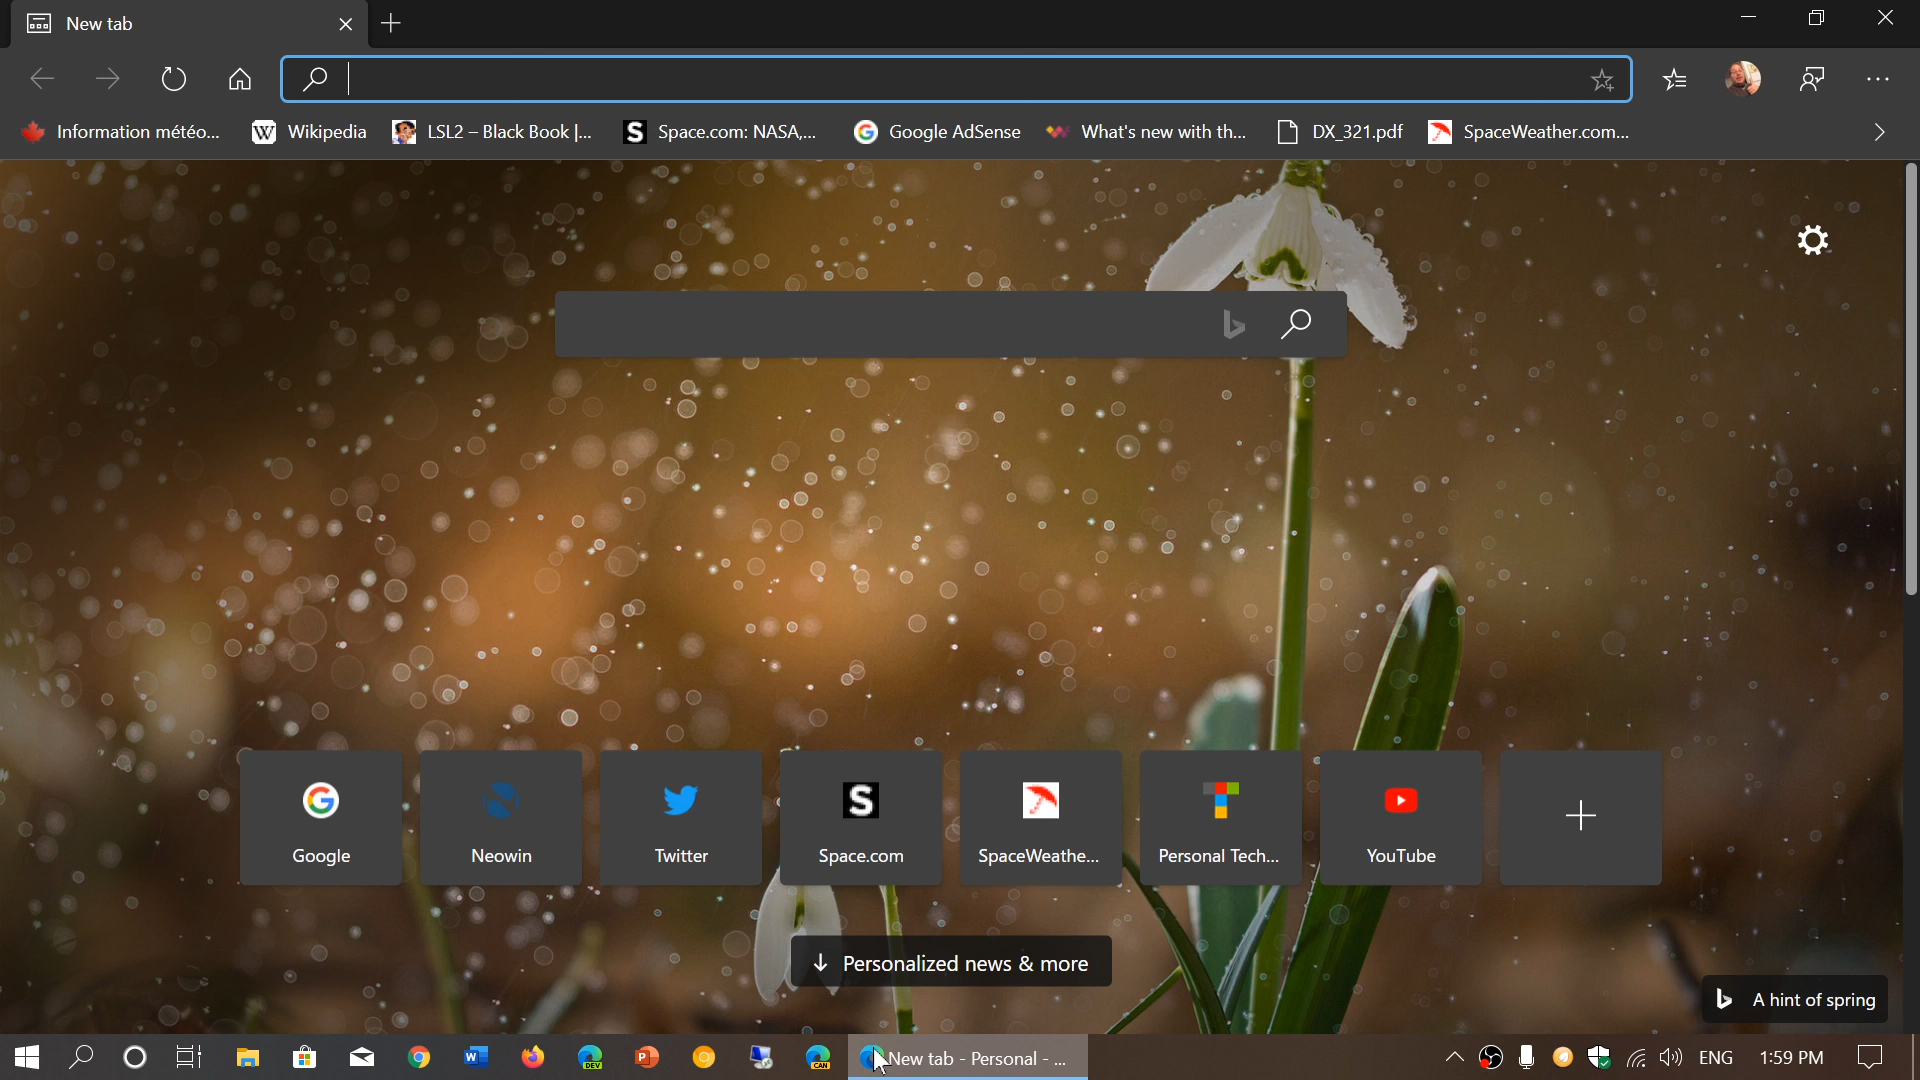 New tab
Information météo...
Wikipedia
LSL2 – Black Book |...
Space.com: NASA,...
Google AdSense
What's new with th...
DX_321.pdf
SpaceWeather.com...
Google
Neowin
Twitter
Space.com
SpaceWeathe...
Personal Tech...
YouTube
Personalized news & more
A hint of spring
DEV
CAN
New tab - Personal - ...
ENG
1:59 PM